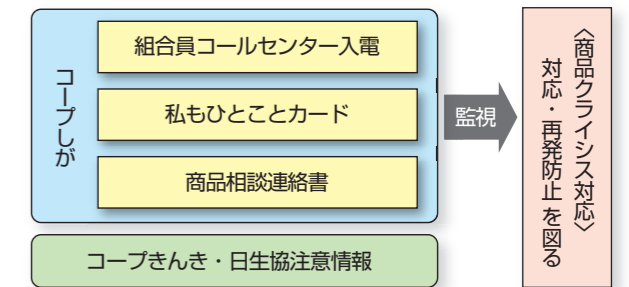 コープしが
組合員コールセンター入電
私もひとことカード
商品相談連絡書
コープきんき・日生協注意情報
監視
〈商品クライシス対応〉
対応・再発防止を図る